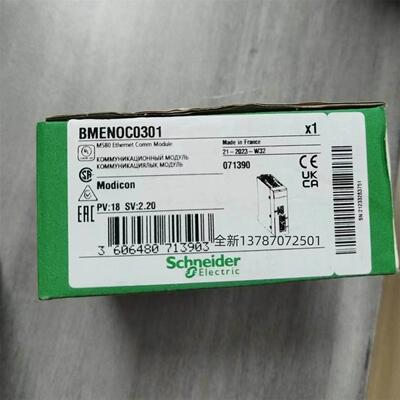 BMENOC0301 x1
M580 Ethernet Comm Module
Made in France
КОММУНИКАЦИОННЫЙ МОДУЛЬ
21-2023-W32
КОММУНИКАЦИЯЛЫҚ МОДУЛЬ
071390
Modicon
UK
CA
EAC
PV:18 SV:2.20
3 606480 713903
全新13787072501
Schneider
Electric